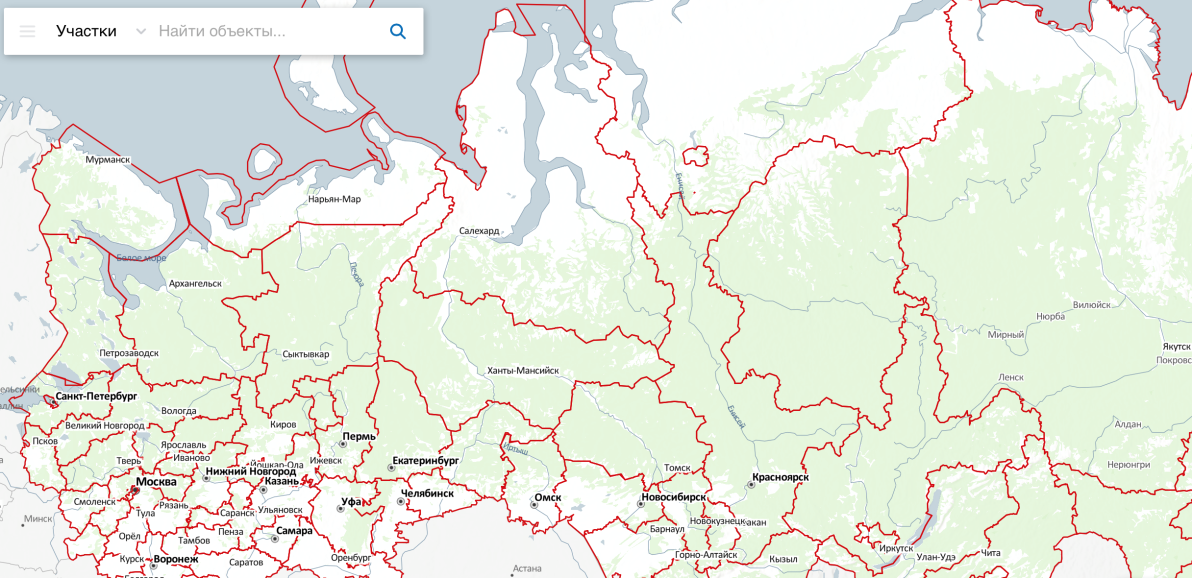 Участки
Найти объекты...
Мурманск
Нарьян-Мар
Енисей
Салехард
Белое море
Печора
Архангельск
Вилюйск
Нюрба
Мирный
Якутск
Петрозаводск
Сыктывкар
Ханты-Мансийск
Ленск
Санкт-Петербург
Вологда
Енисей
Великий Новгород
Киров
Алдан
Псков
Пермь
Ярославль
Иртыш
Тверь
Иваново
Йошкар-Ола
Ижевск
Екатеринбург
Нерюнгри
Нижний Новгород
Томск
Москва
Казань
Красноярск
Смоленск
Рязань
Уфа
Челябинск
Омск
Новосибирск
Минск
Тула
Саранск
Ульяновск
Новокузнецк
акан
Орёл
Тамбов
Пенза
Самара
Барнаул
Курск
Воронеж
Саратов
Оренбург
Горно-Алтайск
Кызыл
Иркутск
Улан-Удэ
Чита
Астана